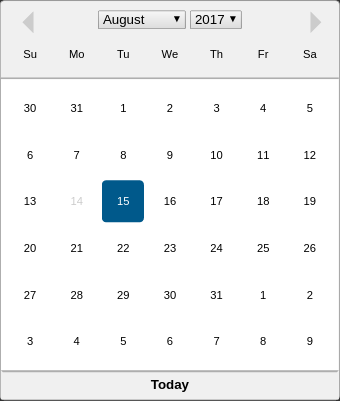 August 2017
Su Mo Tu We Th Fr Sa
30 31 1 2 3 4 5
6 7 8 9 10 11 12
13 14 15 16 17 18 19
20 21 22 23 24 25 26
27 28 29 30 31 1 2
3 4 5 6 7 8 9
Today